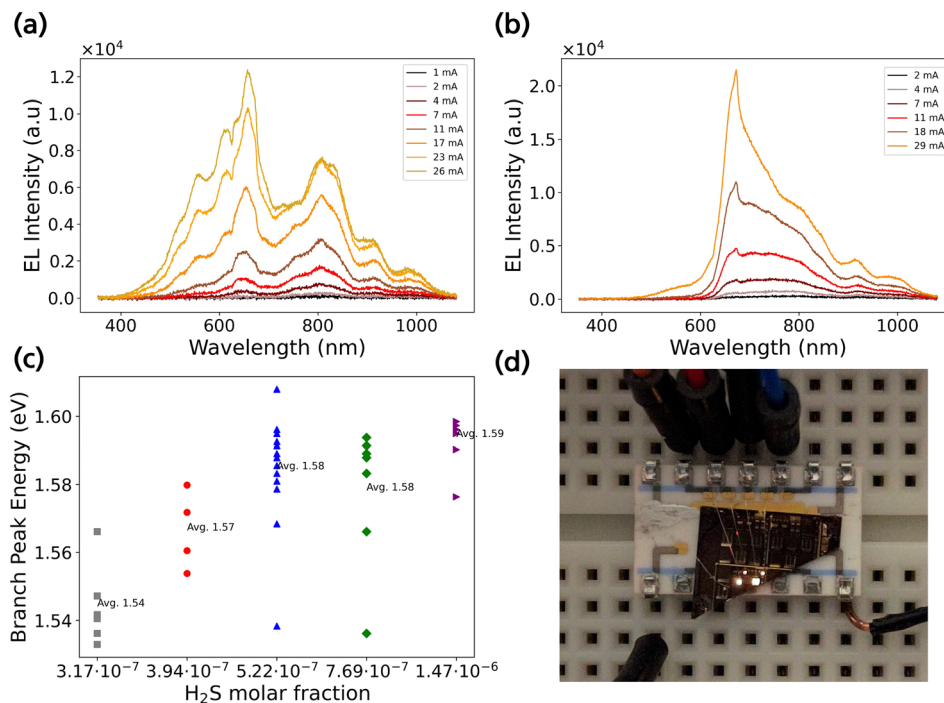 (a)
×10⁴
EL Intensity (a.u)
1.2
1.0
0.8
0.6
0.4
0.2
0.0
400
600
800
1000
Wavelength (nm)
1 mA
2 mA
4 mA
7 mA
11 mA
17 mA
23 mA
26 mA
(b)
×10⁴
EL Intensity (a.u)
2.0
1.5
1.0
0.5
0.0
400
600
800
1000
Wavelength (nm)
2 mA
4 mA
7 mA
11 mA
18 mA
29 mA
(c)
Branch Peak Energy (eV)
1.60
1.58
1.56
1.54
Avg. 1.54
Avg. 1.57
Avg. 1.58
Avg. 1.58
Avg. 1.59
3.17·10⁻⁷
3.94·10⁻⁷
5.22·10⁻⁷
7.69·10⁻⁷
1.47·10⁻⁶
H₂S molar fraction
(d)